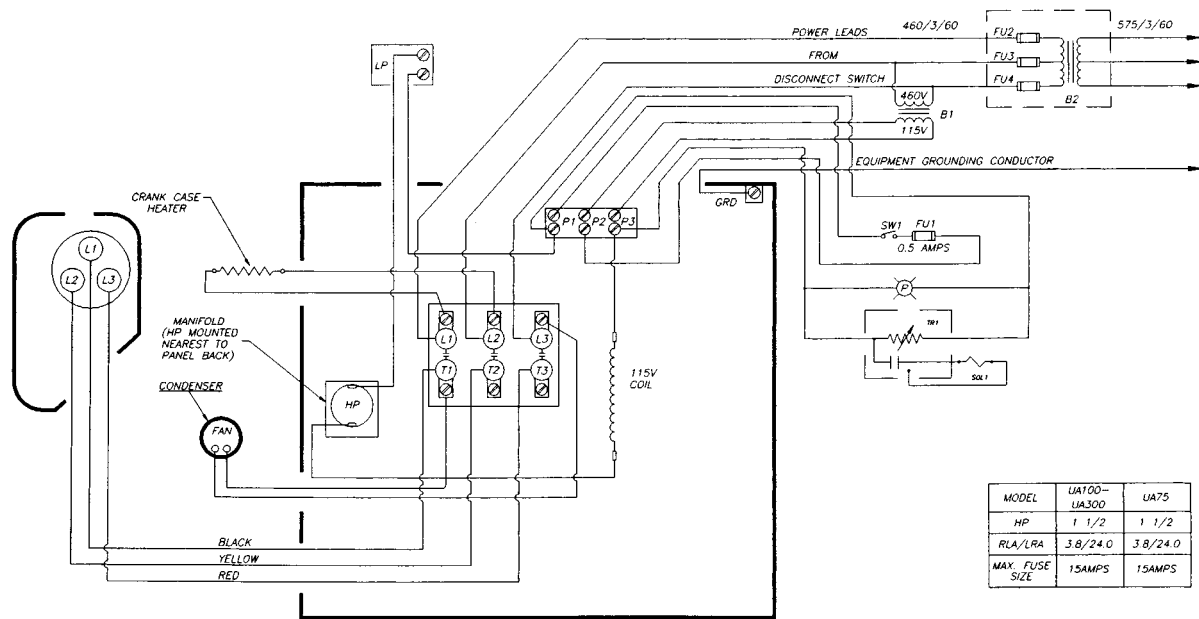 POWER LEADS 460/3/60 575/3/60
FROM
DISCONNECT SWITCH
FU2
FU3
FU4
B2
460V
115V
B1
EQUIPMENT GROUNDING CONDUCTOR
LP
GRD
CRANK CASE
HEATER
P1 P2 P3
SW1 FU1
0.5 AMPS
P
TR1
SOL1
L1
L2 L3
MANIFOLD
(HP MOUNTED
NEAREST TO
PANEL BACK)
L1 L2 L3
T1 T2 T3
115V
COIL
CONDENSER
HP
FAN
BLACK
YELLOW
RED
MODEL UA100- UA300 UA75
HP 1 1/2 1 1/2
RLA/LRA 3.8/24.0 3.8/24.0
MAX. FUSE SIZE 15AMPS 15AMPS